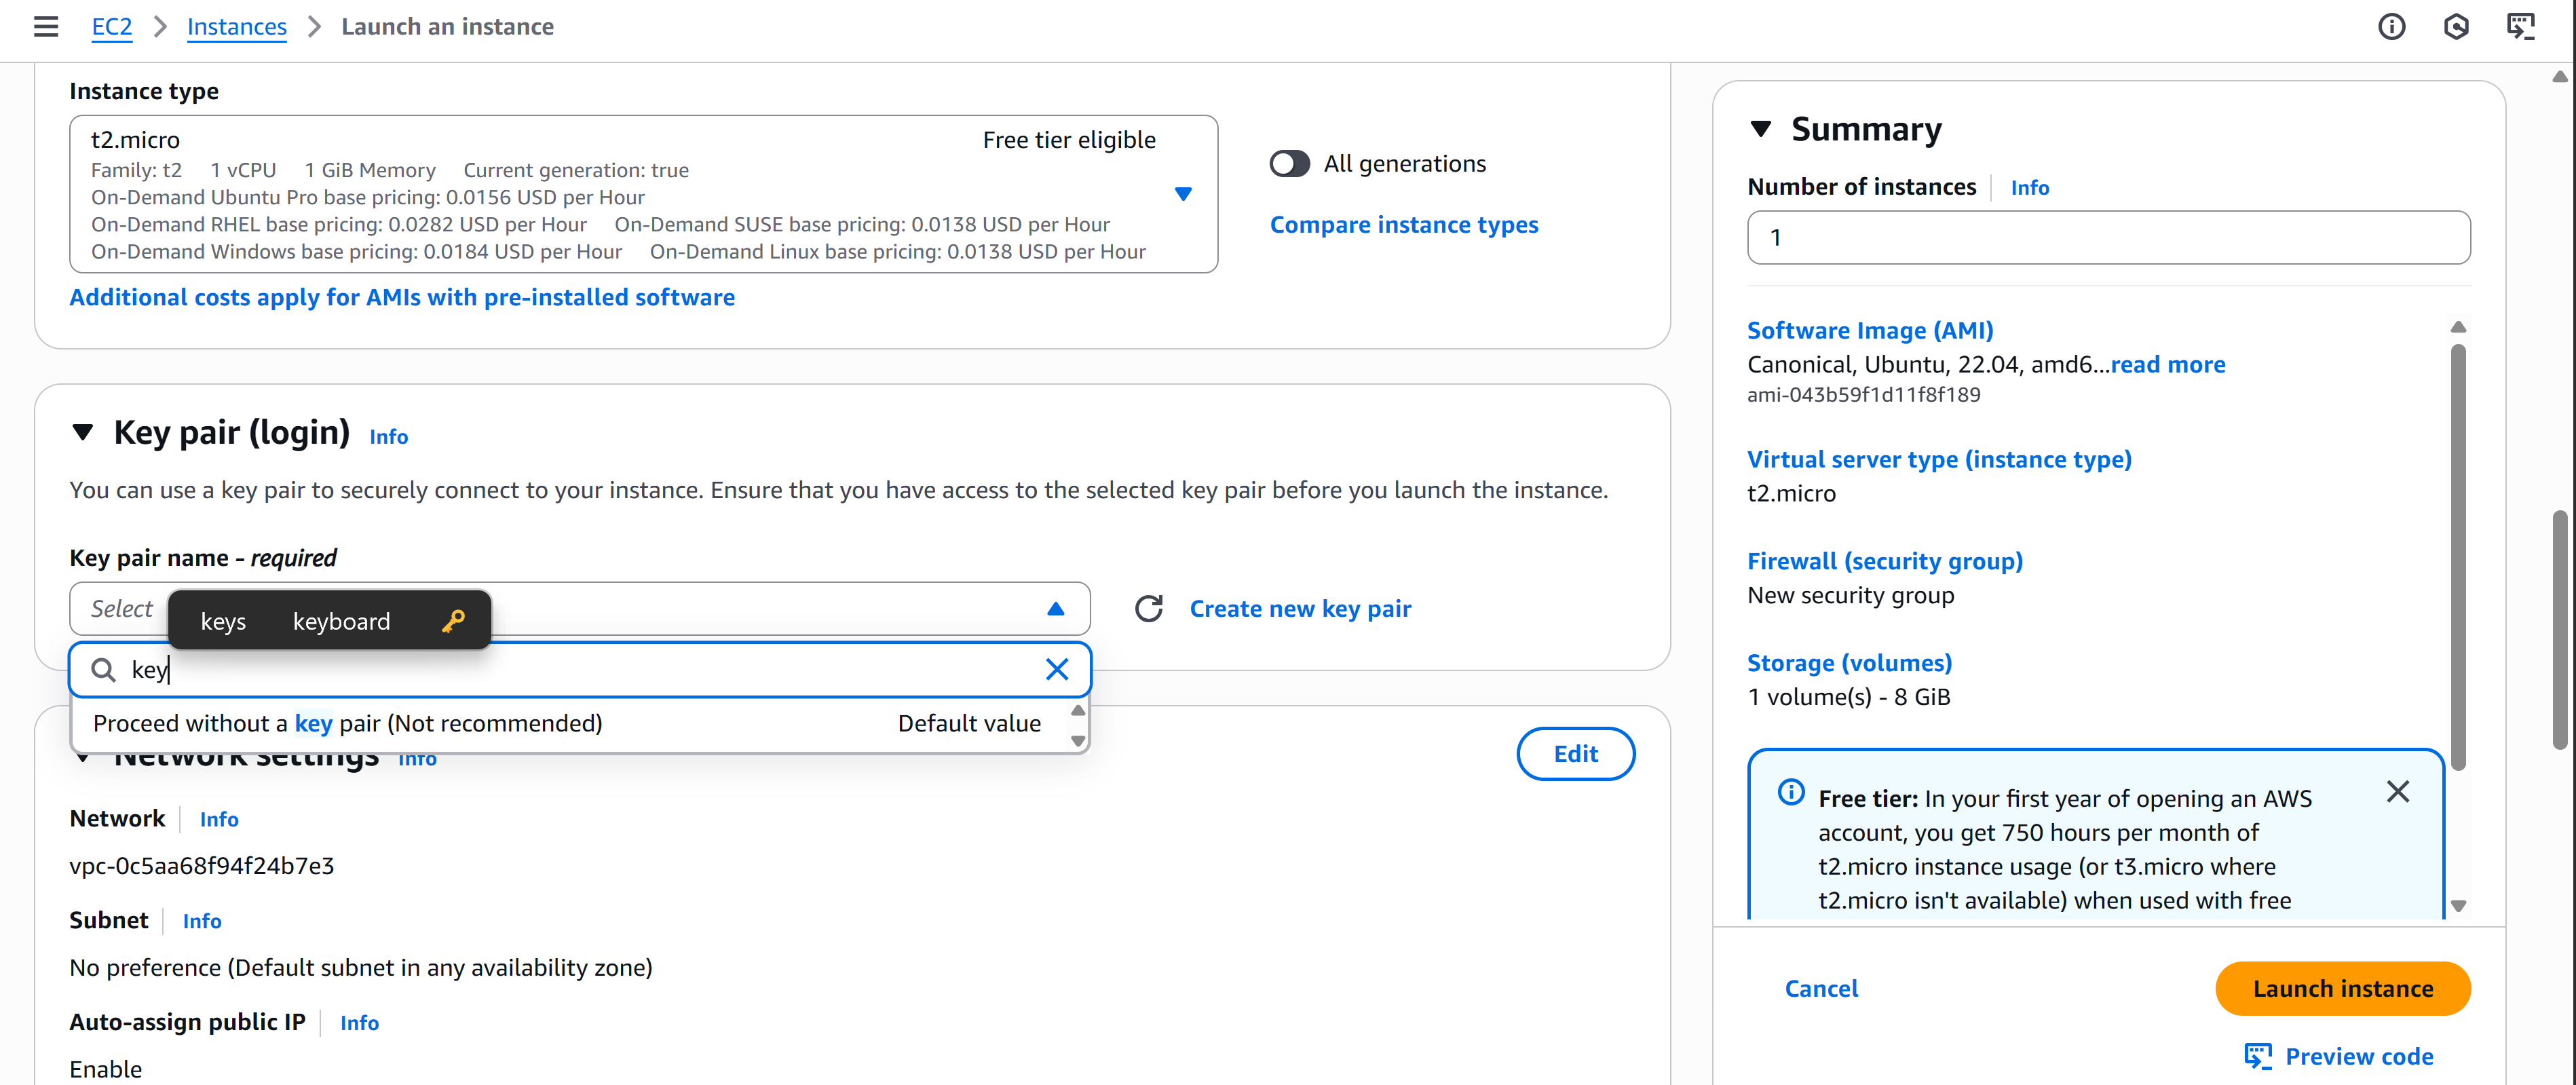 EC2 > Instances > Launch an instance
Instance type
t2.micro Free tier eligible
Family: t2 1 vCPU 1 GiB Memory Current generation: true
On-Demand Ubuntu Pro base pricing: 0.0156 USD per Hour
On-Demand RHEL base pricing: 0.0282 USD per Hour On-Demand SUSE base pricing: 0.0138 USD per Hour
On-Demand Windows base pricing: 0.0184 USD per Hour On-Demand Linux base pricing: 0.0138 USD per Hour
All generations
Compare instance types
Additional costs apply for AMIs with pre-installed software
Key pair (login) Info
You can use a key pair to securely connect to your instance. Ensure that you have access to the selected key pair before you launch the instance.
Key pair name - required
Select
keys keyboard
Create new key pair
key
Proceed without a key pair (Not recommended) Default value
Network settings Info
Edit
Network Info
vpc-0c5aa68f94f24b7e3
Subnet Info
No preference (Default subnet in any availability zone)
Auto-assign public IP Info
Enable
Summary
Number of instances Info
1
Software Image (AMI)
Canonical, Ubuntu, 22.04, amd6...read more
ami-043b59f1d11f8f189
Virtual server type (instance type)
t2.micro
Firewall (security group)
New security group
Storage (volumes)
1 volume(s) - 8 GiB
Free tier: In your first year of opening an AWS
account, you get 750 hours per month of
t2.micro instance usage (or t3.micro where
t2.micro isn't available) when used with free
Cancel
Launch instance
Preview code